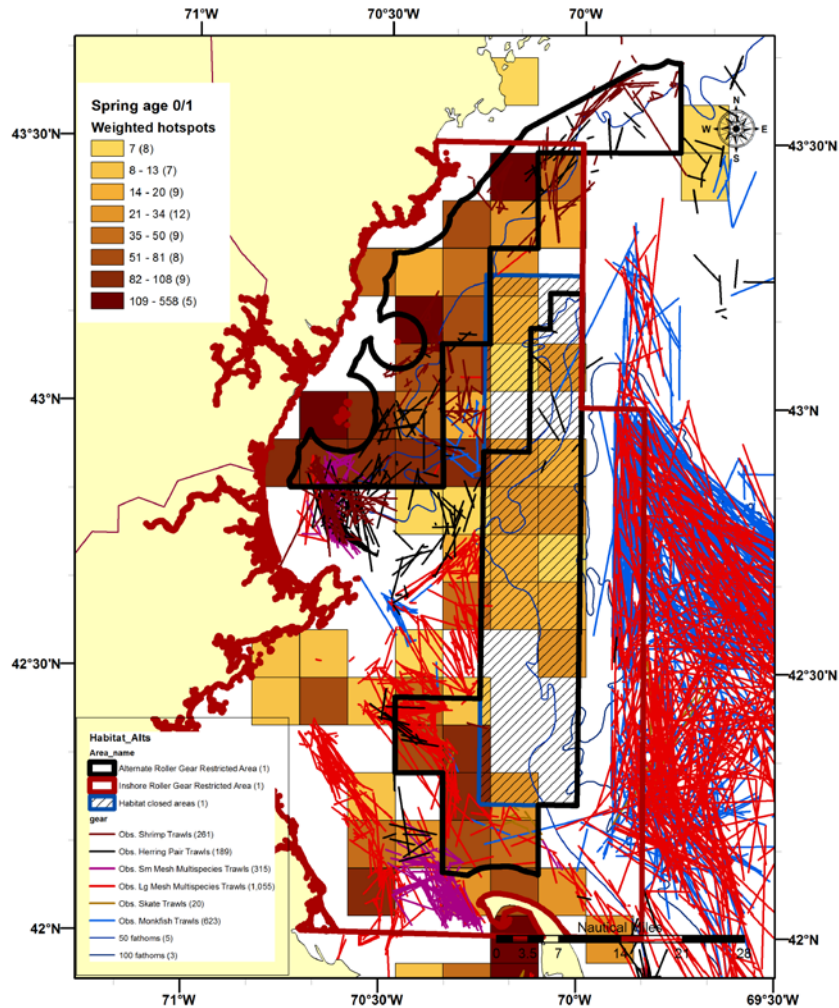 71°W 70°30'W 70°W
Spring age 0/1
Weighted hotspots
7 (8)
8 - 13 (7)
14 - 20 (9)
21 - 34 (12)
35 - 50 (9)
51 - 81 (8)
82 - 108 (9)
109 - 558 (5)
N
W E
S
43°30'N 43°30'N
43°N 43°N
42°30'N 42°30'N
Habitat_Alts
Area_name
Alternate Roller Gear Restricted Area (1)
Inshore Roller Gear Restricted Area (1)
Habitat closed areas (1)
gear
Obs. Shrimp Trawls (261)
Obs. Herring Pair Trawls (189)
Obs. Sm Mesh Multispecies Trawls (315)
Obs. Lg Mesh Multispecies Trawls (1,055)
Obs. Skate Trawls (20)
Obs. Monkfish Trawls (623)
50 fathoms (5)
100 fathoms (3)
42°N 42°N
Nautical Miles
0 3.5 7 14 21 28
71°W 70°30'W 70°W 69°30'W